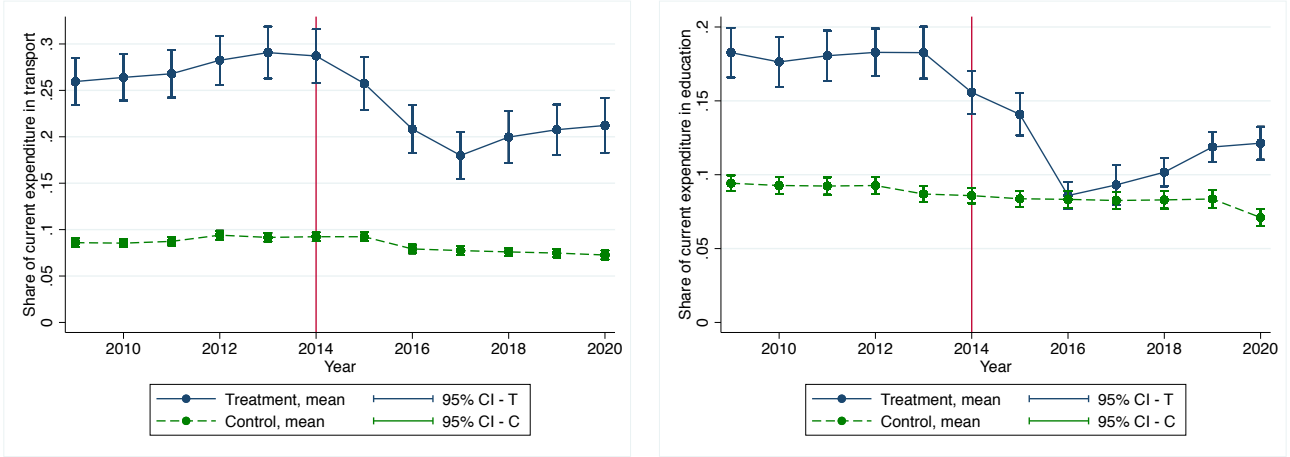 Share of current expenditure in transport
.3
.25
.2
.15
.1
.05
0
2010 2012 2014 2016 2018 2020
Year
Treatment, mean 95% CI - T
Control, mean 95% CI - C
Share of current expenditure in education
.2
.15
.1
.05
0
2010 2012 2014 2016 2018 2020
Year
Treatment, mean 95% CI - T
Control, mean 95% CI - C